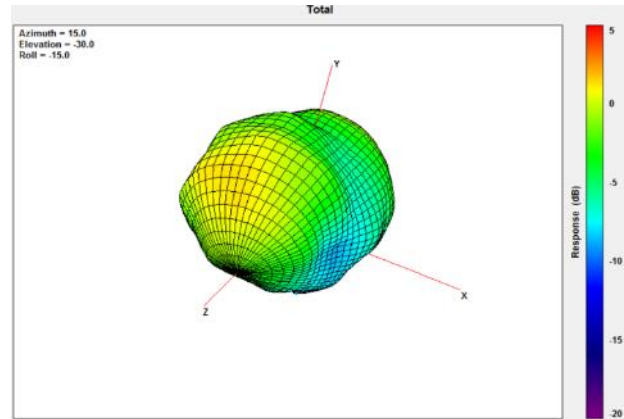 Total
Azimuth = 15.0
Elevation = -30.0
Roll = -15.0
Y
X
Z
5
0
-5
-10
-15
-20
Response (dB)